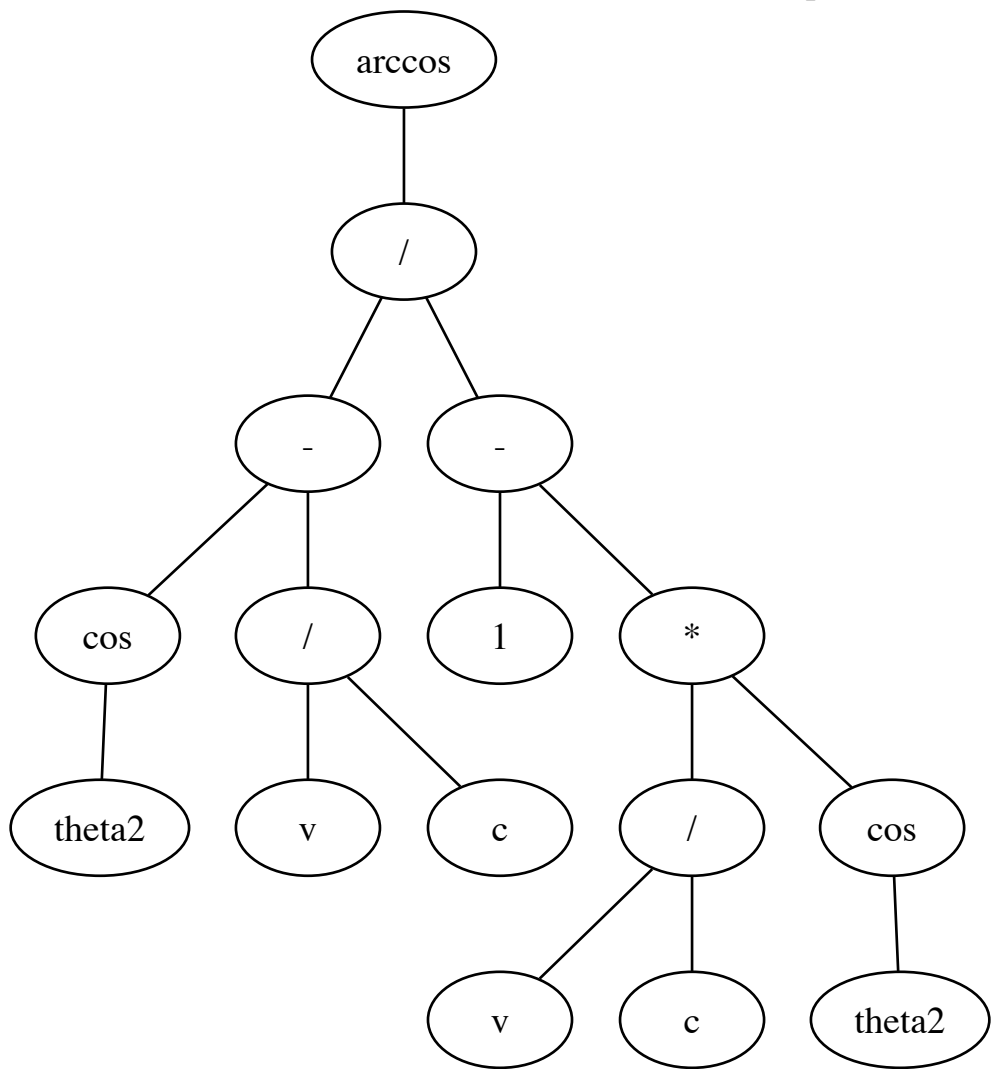 arccos
/
- -
cos / 1 *
theta2 v c / cos
v c theta2